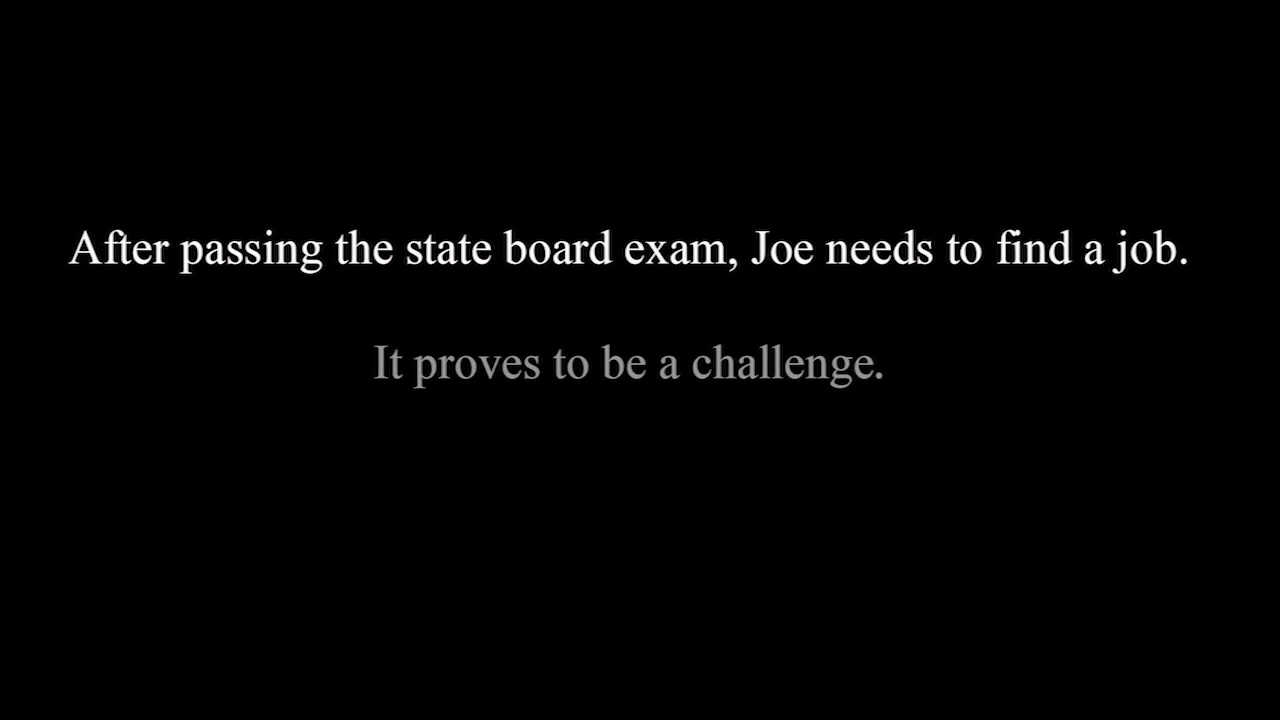 After passing the state board exam, Joe needs to find a job.
It proves to be a challenge.